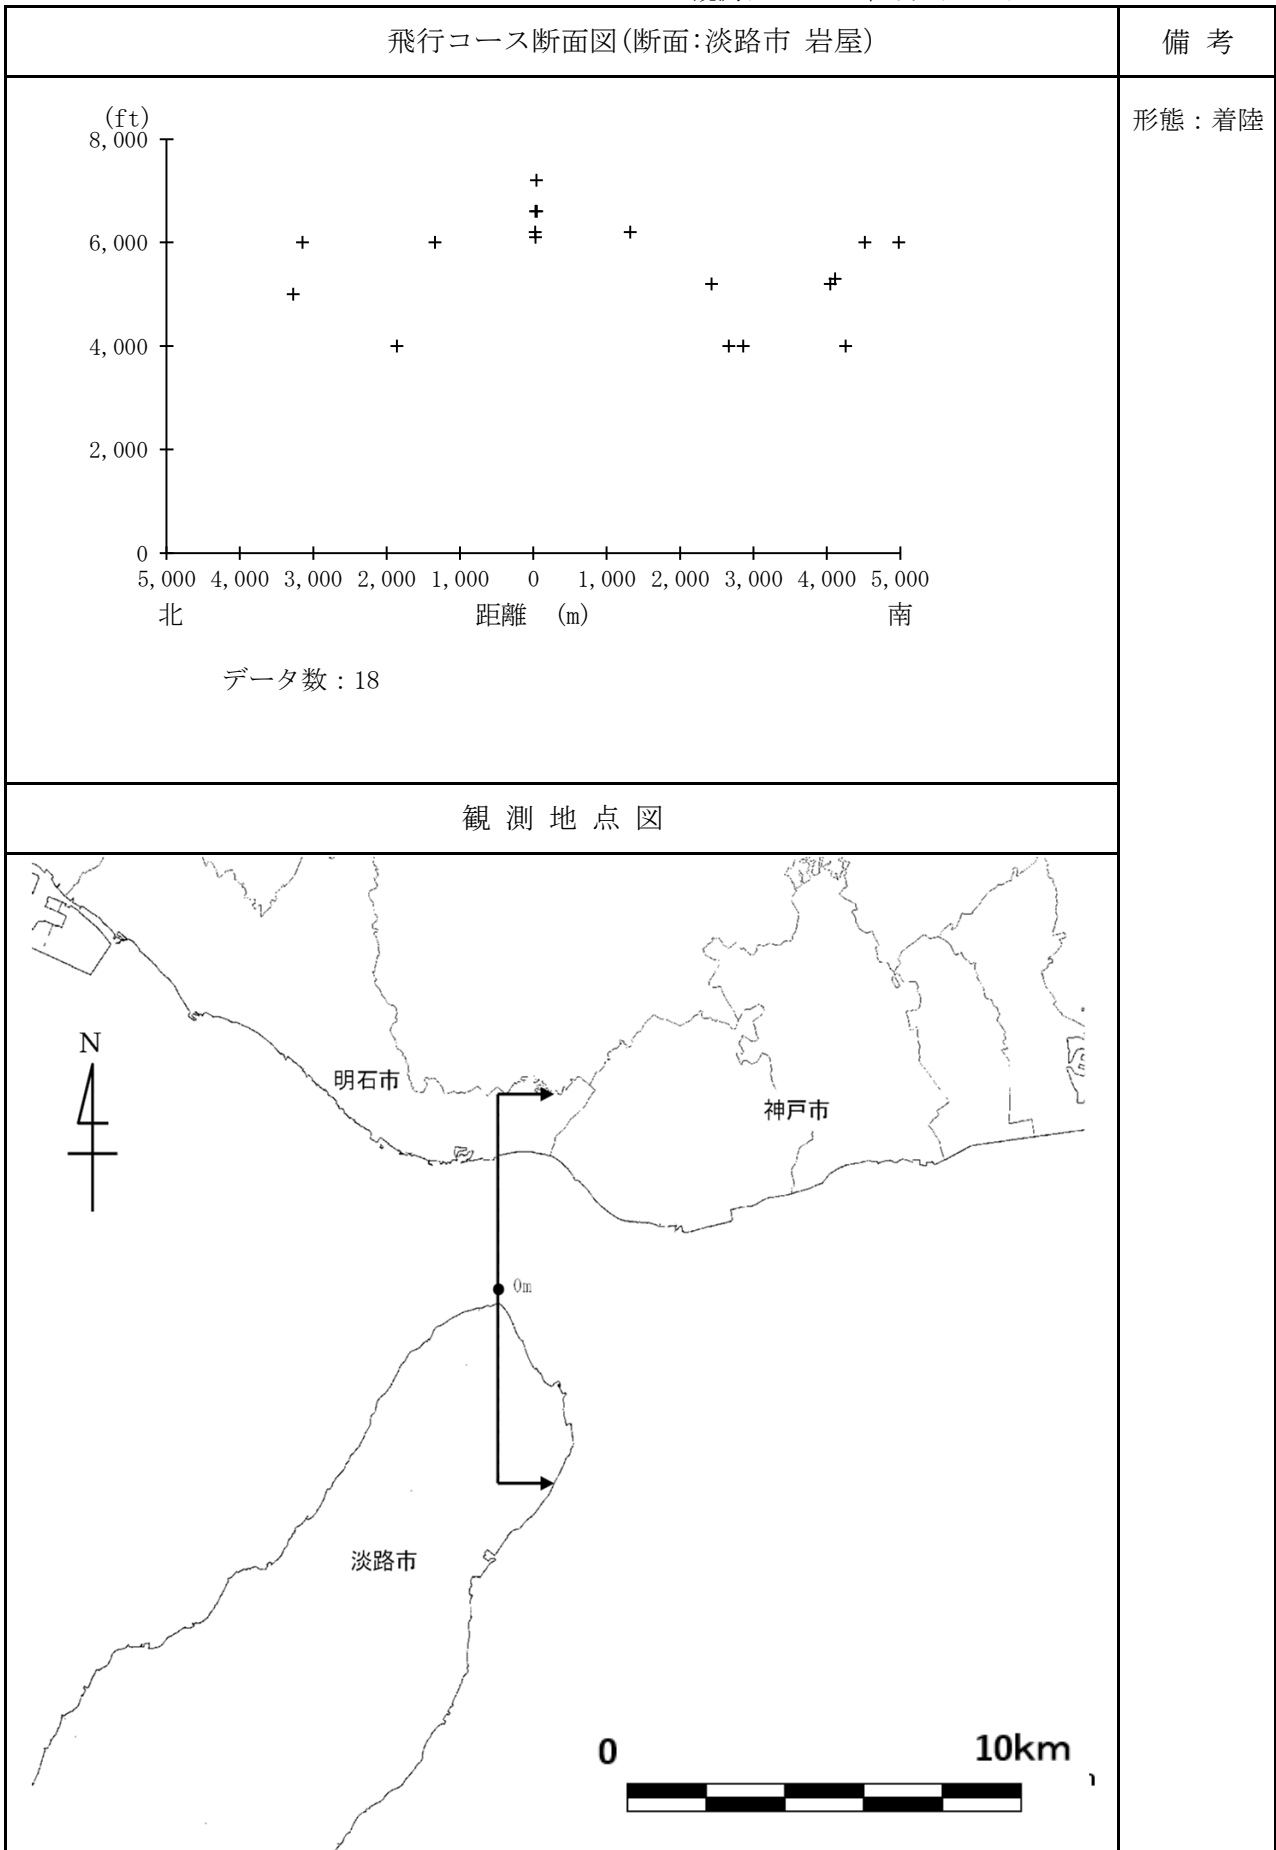 飛行コース断面図(断面:淡路市 岩屋)
備 考
形態：着陸
(ft)
8,000
6,000
4,000
2,000
0
5,000 4,000 3,000 2,000 1,000 0 1,000 2,000 3,000 4,000 5,000
北 距離 (m) 南
データ数：18
観 測 地 点 図
N
明石市
神戸市
0m
淡路市
0 10km